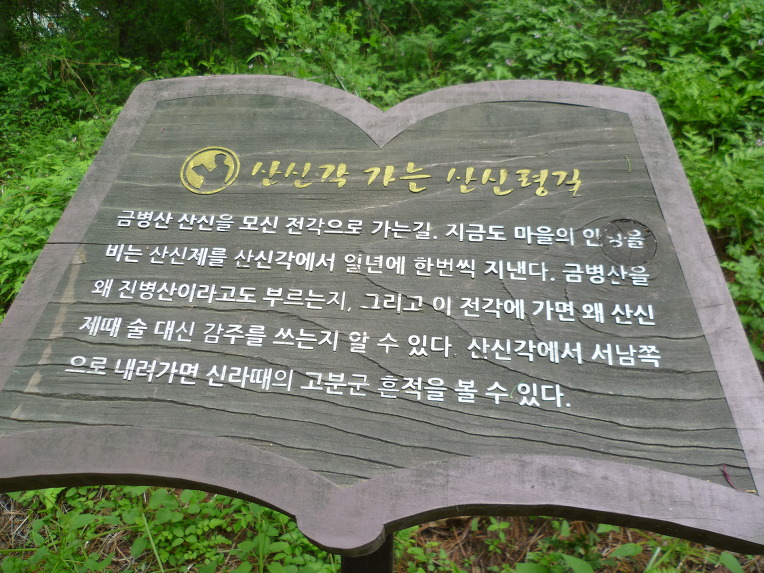 산신각 가는 산신령길
금병산 산신을 모신 전각으로 가는길. 지금도 마을의 안녕을
비는 산신제를 산신각에서 일년에 한번씩 지낸다. 금병산을
왜 진병산이라고도 부르는지, 그리고 이 전각에 가면 왜 산신
제때 술 대신 감주를 쓰는지 알 수 있다. 산신각에서 서남쪽
으로 내려가면 신라때의 고분군 흔적을 볼 수 있다.